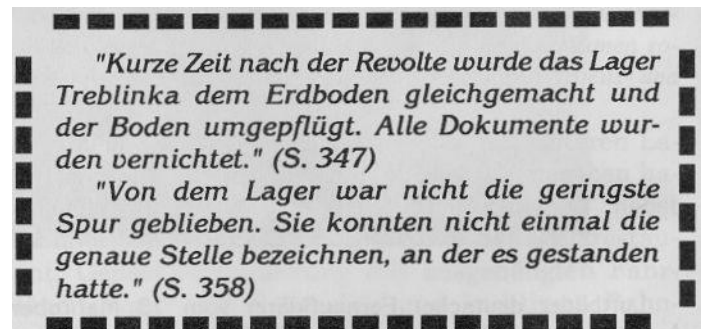 "Kurze Zeit nach der Revolte wurde das Lager
Treblinka dem Erdboden gleichgemacht und
der Boden umgepflügt. Alle Dokumente wur-
den vernichtet." (S. 347)
"Von dem Lager war nicht die geringste
Spur geblieben. Sie konnten nicht einmal die
genaue Stelle bezeichnen, an der es gestanden
hatte." (S. 358)